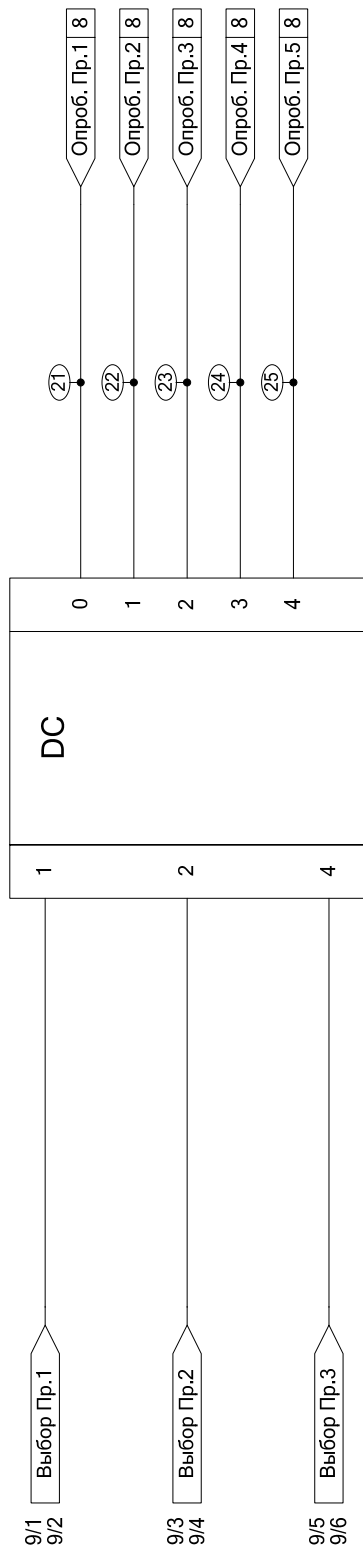 9/1
9/2
Выбор Пр.1
9/3
9/4
Выбор Пр.2
9/5
9/6
Выбор Пр.3
1
2
4
DC
0
1
2
3
4
21
22
23
24
25
Опроб. Пр.1 8
Опроб. Пр.2 8
Опроб. Пр.3 8
Опроб. Пр.4 8
Опроб. Пр.5 8